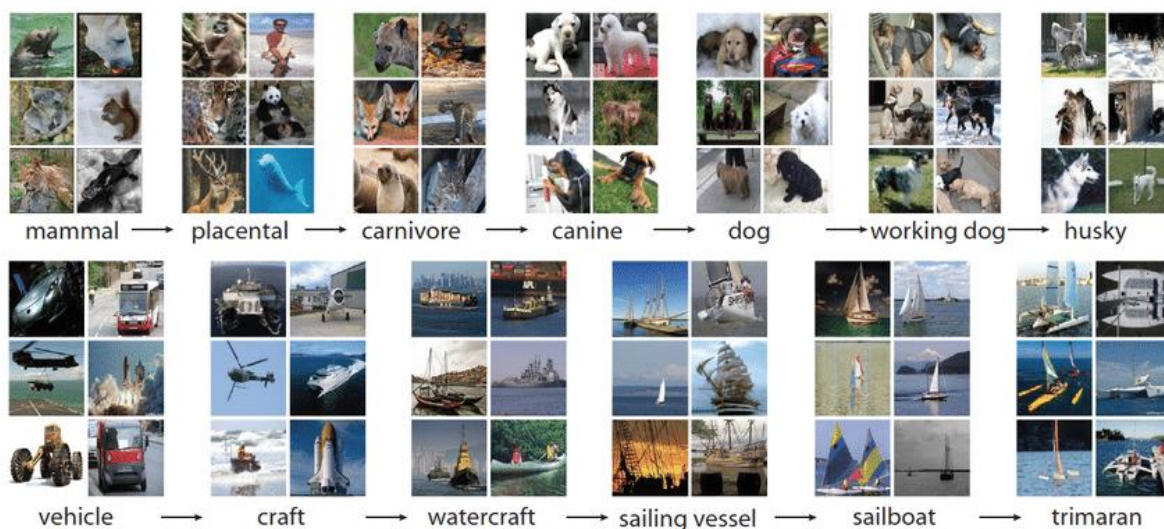 mammal → placental → carnivore → canine → dog → working dog → husky
vehicle → craft → watercraft → sailing vessel → sailboat → trimaran